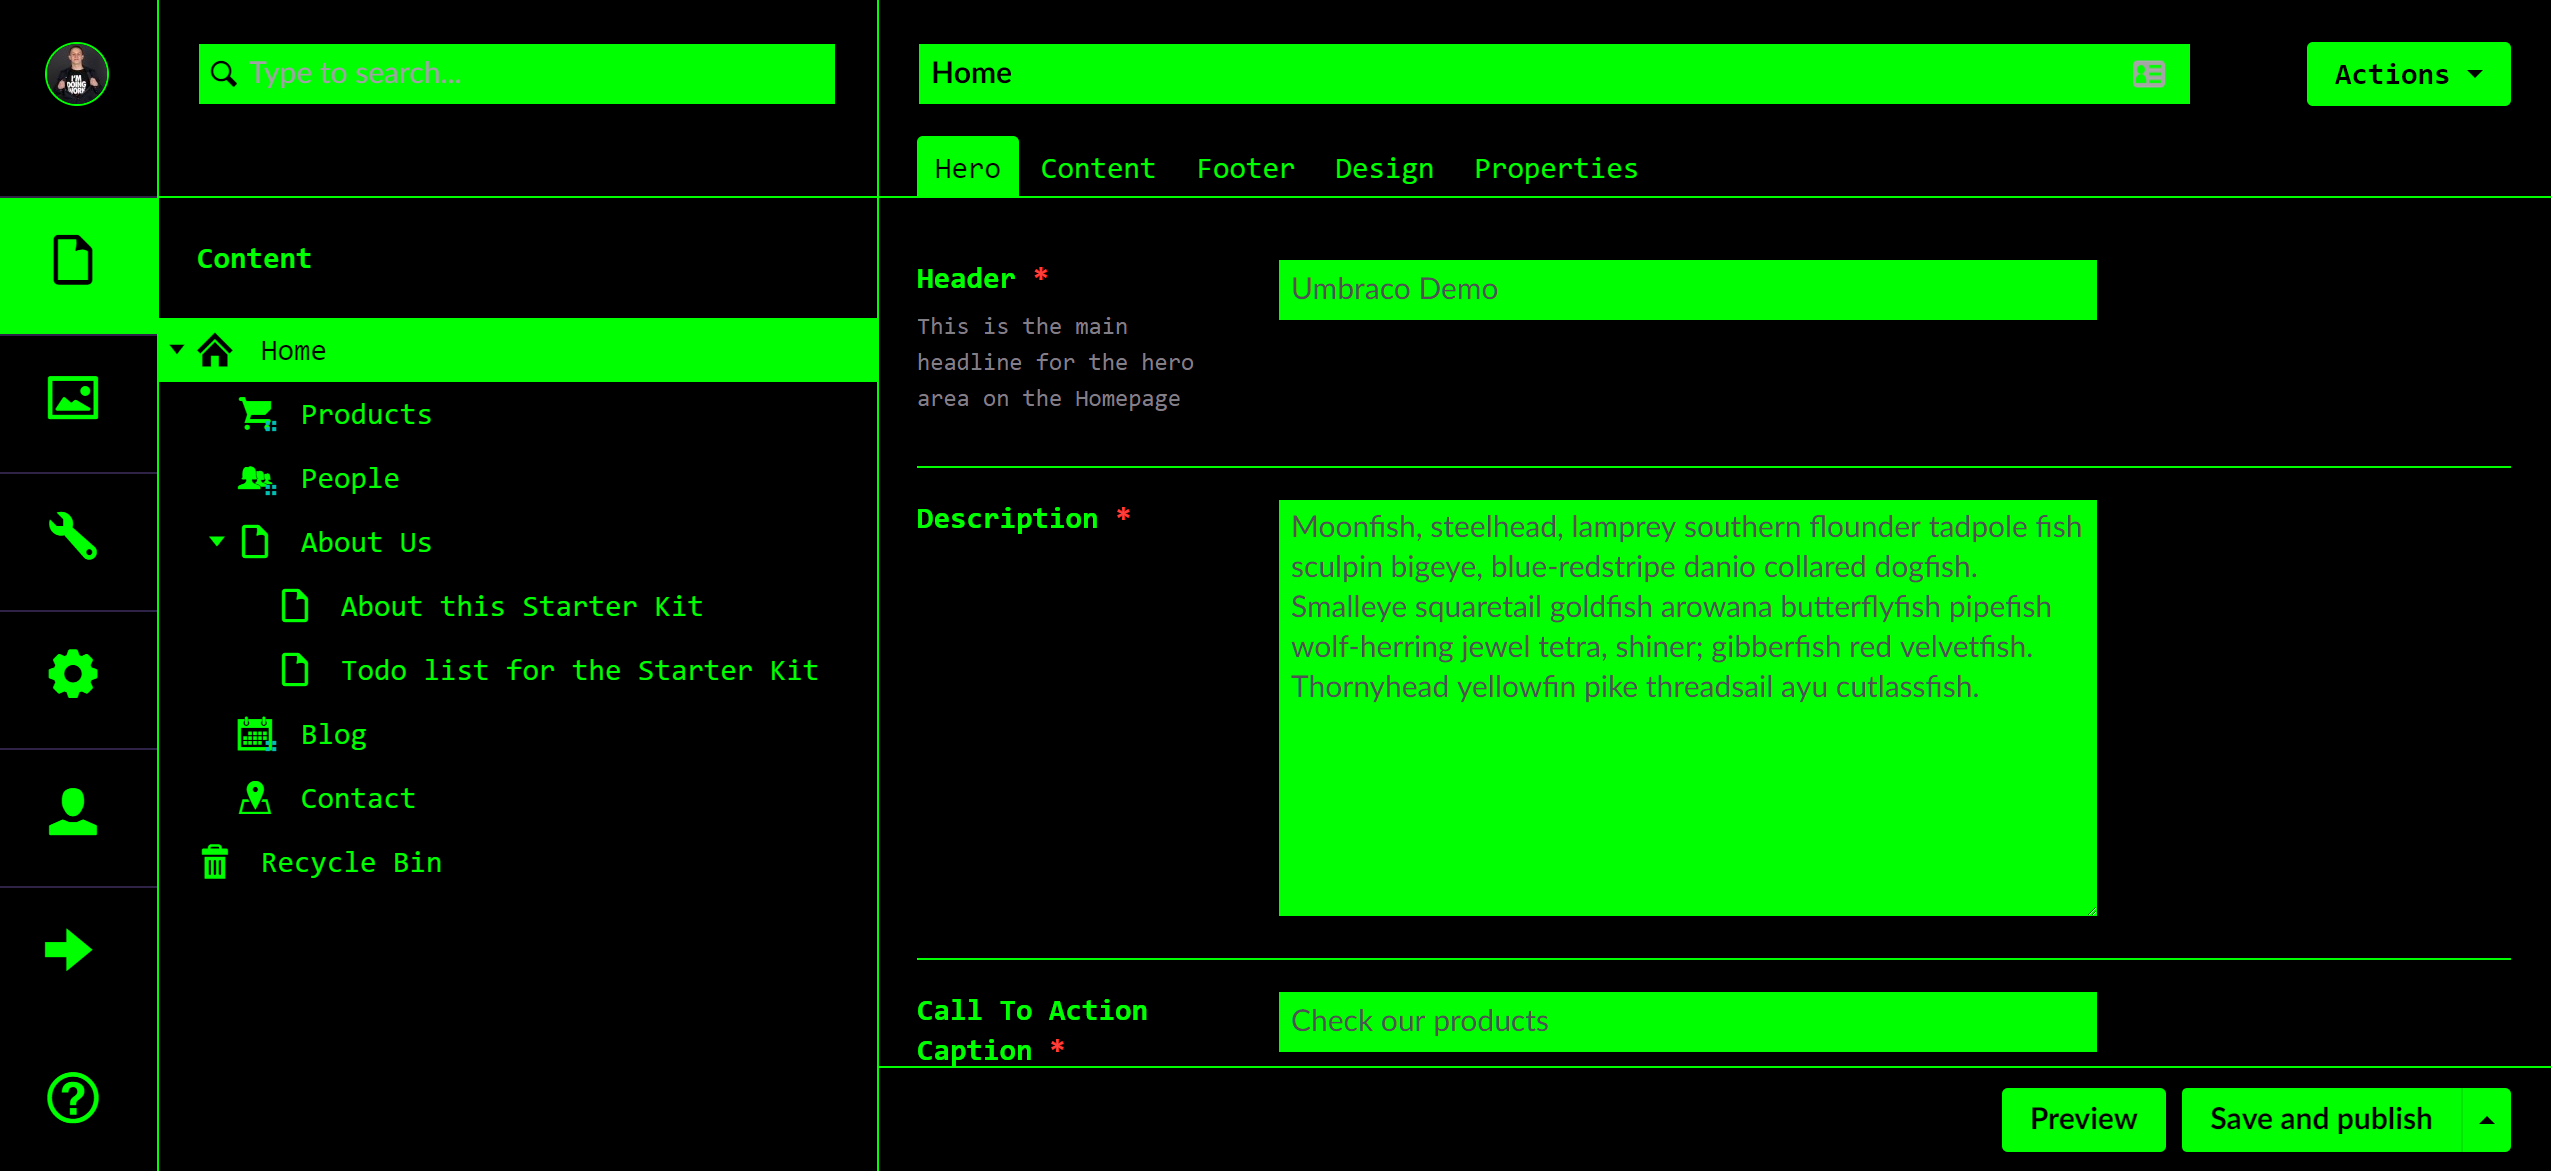 I'M
DOING
WORK
Type to search...
Home
Actions
Hero
Content
Footer
Design
Properties
Content
Home
Products
People
About Us
About this Starter Kit
Todo list for the Starter Kit
Blog
Contact
Recycle Bin
Header *
This is the main
headline for the hero
area on the Homepage
Umbraco Demo
Description *
Moonfish, steelhead, lamprey southern flounder tadpole fish
sculpin bigeye, blue-redstripe danio collared dogfish.
Smalleye squaretail goldfish arowana butterflyfish pipefish
wolf-herring jewel tetra, shiner; gibberfish red velvetfish.
Thornyhead yellowfin pike threadsail ayu cutlassfish.
Call To Action
Caption *
Check our products
Preview
Save and publish